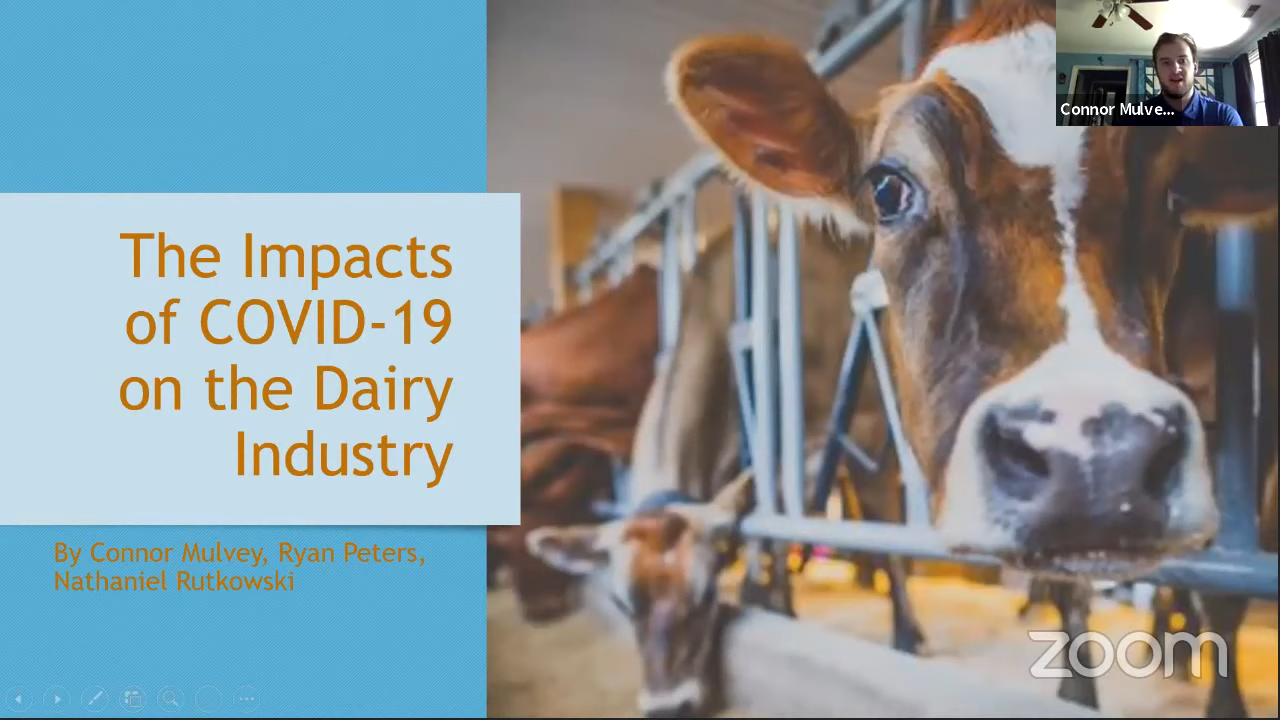 Connor Mulve...
The Impacts
of COVID-19
on the Dairy
Industry
By Connor Mulvey, Ryan Peters,
Nathaniel Rutkowski
zoom